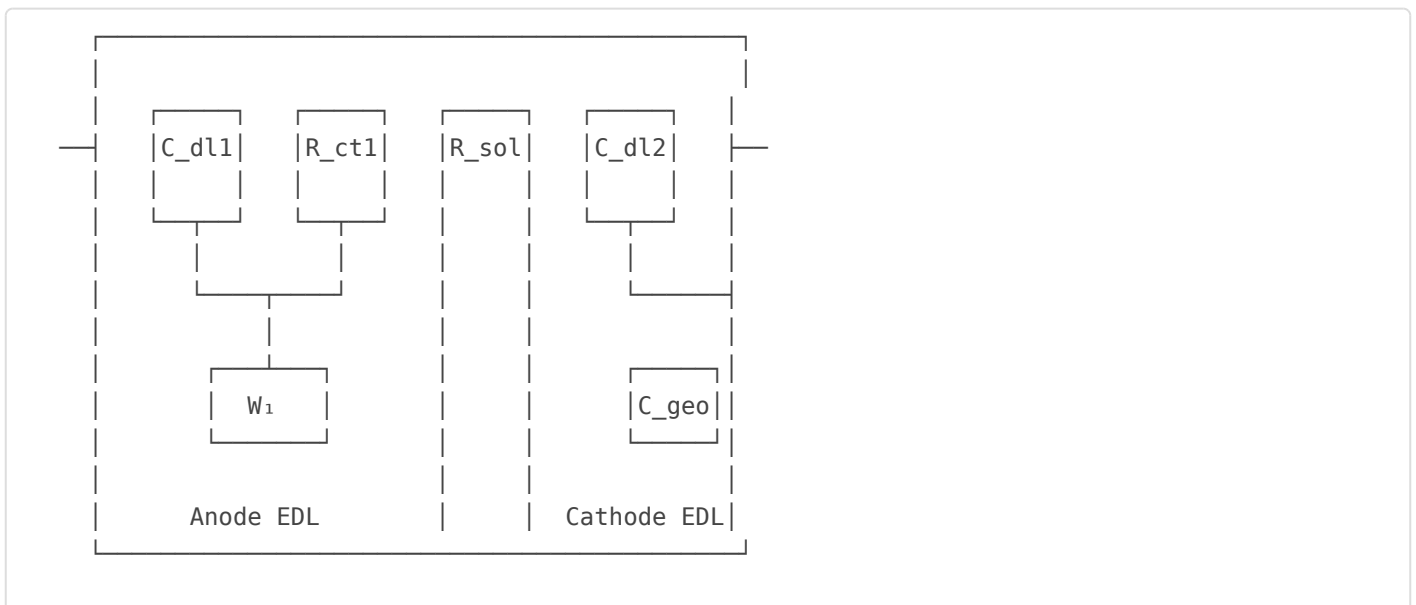 C_dl1 R_ct1 R_sol C_dl2
W₁ C_geo
Anode EDL Cathode EDL